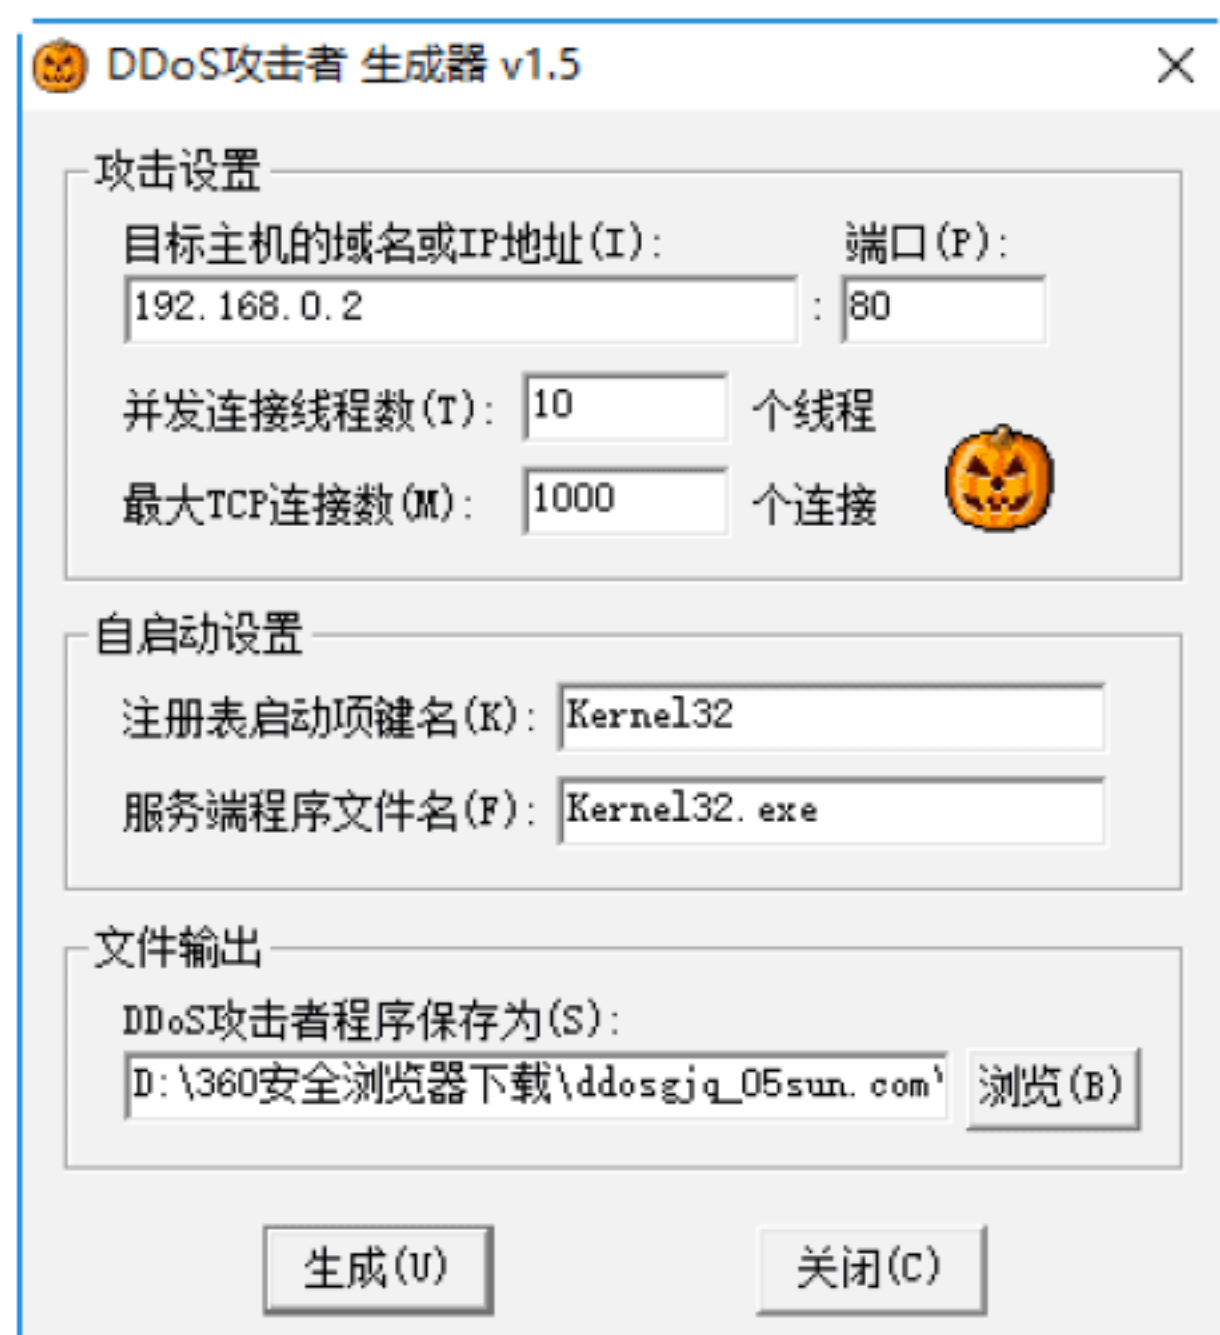 DDoS攻击者 生成器 v1.5
攻击设置
目标主机的域名或IP地址(I): 端口(P):
192.168.0.2 : 80
并发连接线程数(T): 10 个线程
最大TCP连接数(M): 1000 个连接
自启动设置
注册表启动项键名(K): Kernel32
服务端程序文件名(F): Kernel32.exe
文件输出
DDoS攻击者程序保存为(S):
D:\360安全浏览器下载\ddosgjq_05sun.com\ 浏览(B)
生成(U) 关闭(C)